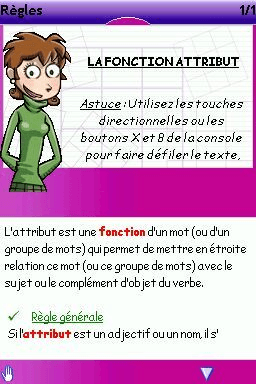 Règles 1/1
LA FONCTION ATTRIBUT
Astuce : Utilisez les touches
directionnelles ou les
boutons X et B de la console
pour faire défiler le texte.
L'attribut est une fonction d'un mot (ou d'un
groupe de mots) qui permet de mettre en étroite
relation ce mot (ou ce groupe de mots) avec le
sujet ou le complément d'objet du verbe.
✓ Règle générale
Si l'attribut est un adjectif ou un nom, il s'